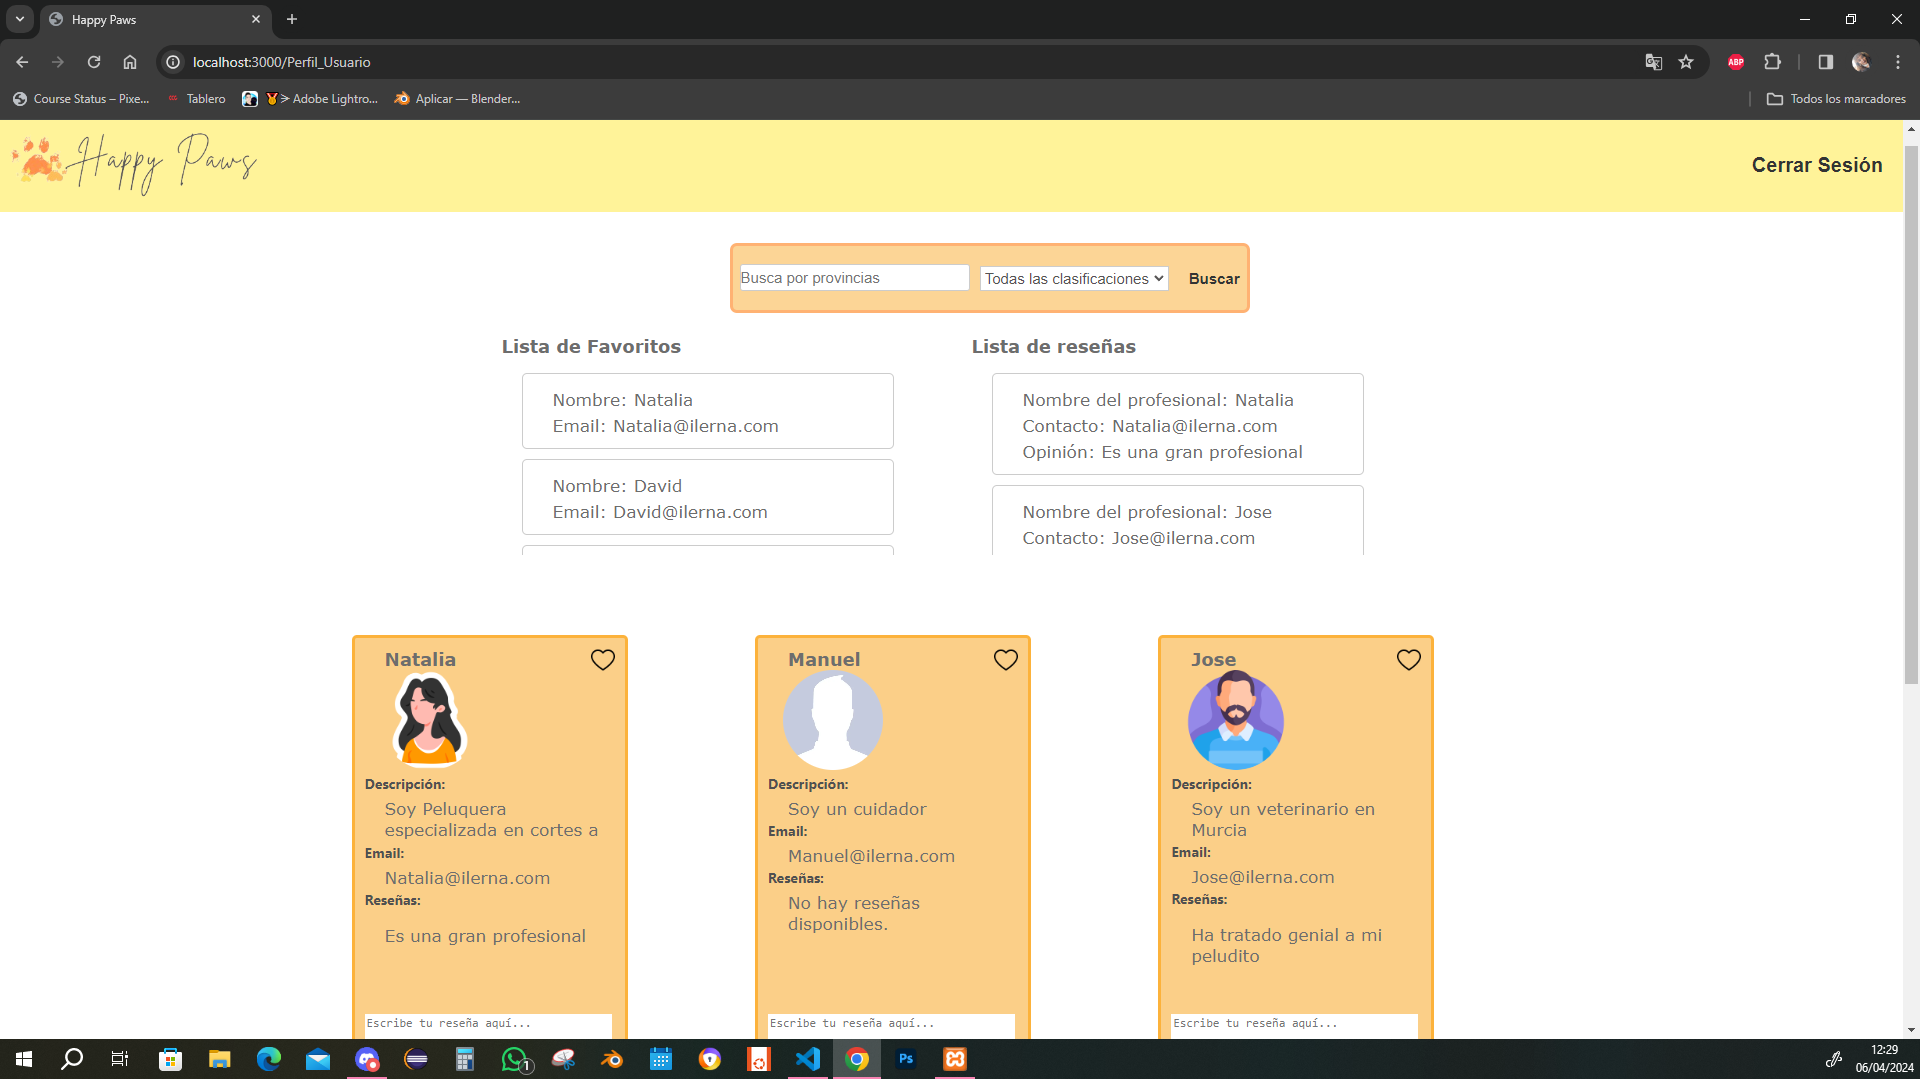 Happy Paws
localhost:3000/Perfil_Usuario
Course Status – Pixe...
Tablero
> Adobe Lightro...
Aplicar — Blender...
Todos los marcadores
ABP
Happy Paws
Cerrar Sesión
Busca por provincias
Todas las clasificaciones
Buscar
Lista de Favoritos
Nombre: Natalia
Email: Natalia@ilerna.com
Nombre: David
Email: David@ilerna.com
Lista de reseñas
Nombre del profesional: Natalia
Contacto: Natalia@ilerna.com
Opinión: Es una gran profesional
Nombre del profesional: Jose
Contacto: Jose@ilerna.com
Natalia
Descripción:
Soy Peluquera
especializada en cortes a
Email:
Natalia@ilerna.com
Reseñas:
Es una gran profesional
Escribe tu reseña aquí...
Manuel
Descripción:
Soy un cuidador
Email:
Manuel@ilerna.com
Reseñas:
No hay reseñas
disponibles.
Escribe tu reseña aquí...
Jose
Descripción:
Soy un veterinario en
Murcia
Email:
Jose@ilerna.com
Reseñas:
Ha tratado genial a mi
peludito
Escribe tu reseña aquí...
1
Ps
12:29
06/04/2024